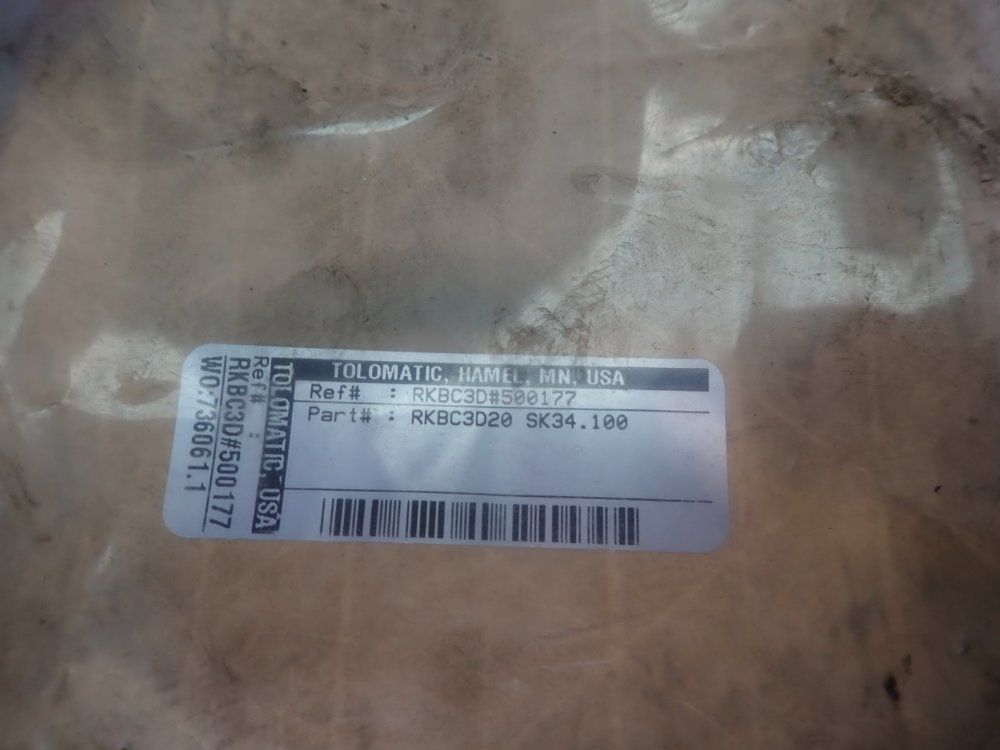 TOLOMATIC, HAMEL, MN, USA
Ref# : RKBC3D#500177
Part# : RKBC3D20 SK34.100
TOLOMATIC, USA
Ref# :
RKBC3D#500177
WO:736061.1